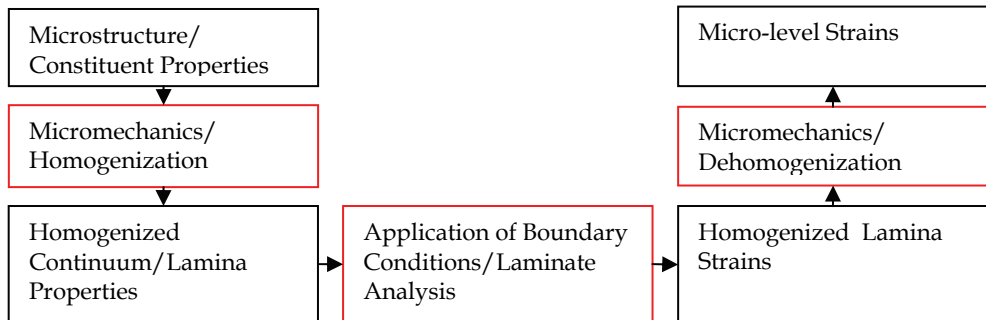 Microstructure/
Constituent Properties
Micromechanics/
Homogenization
Homogenized
Continuum/Lamina
Properties
Application of Boundary
Conditions/Laminate
Analysis
Homogenized Lamina
Strains
Micromechanics/
Dehomogenization
Micro-level Strains